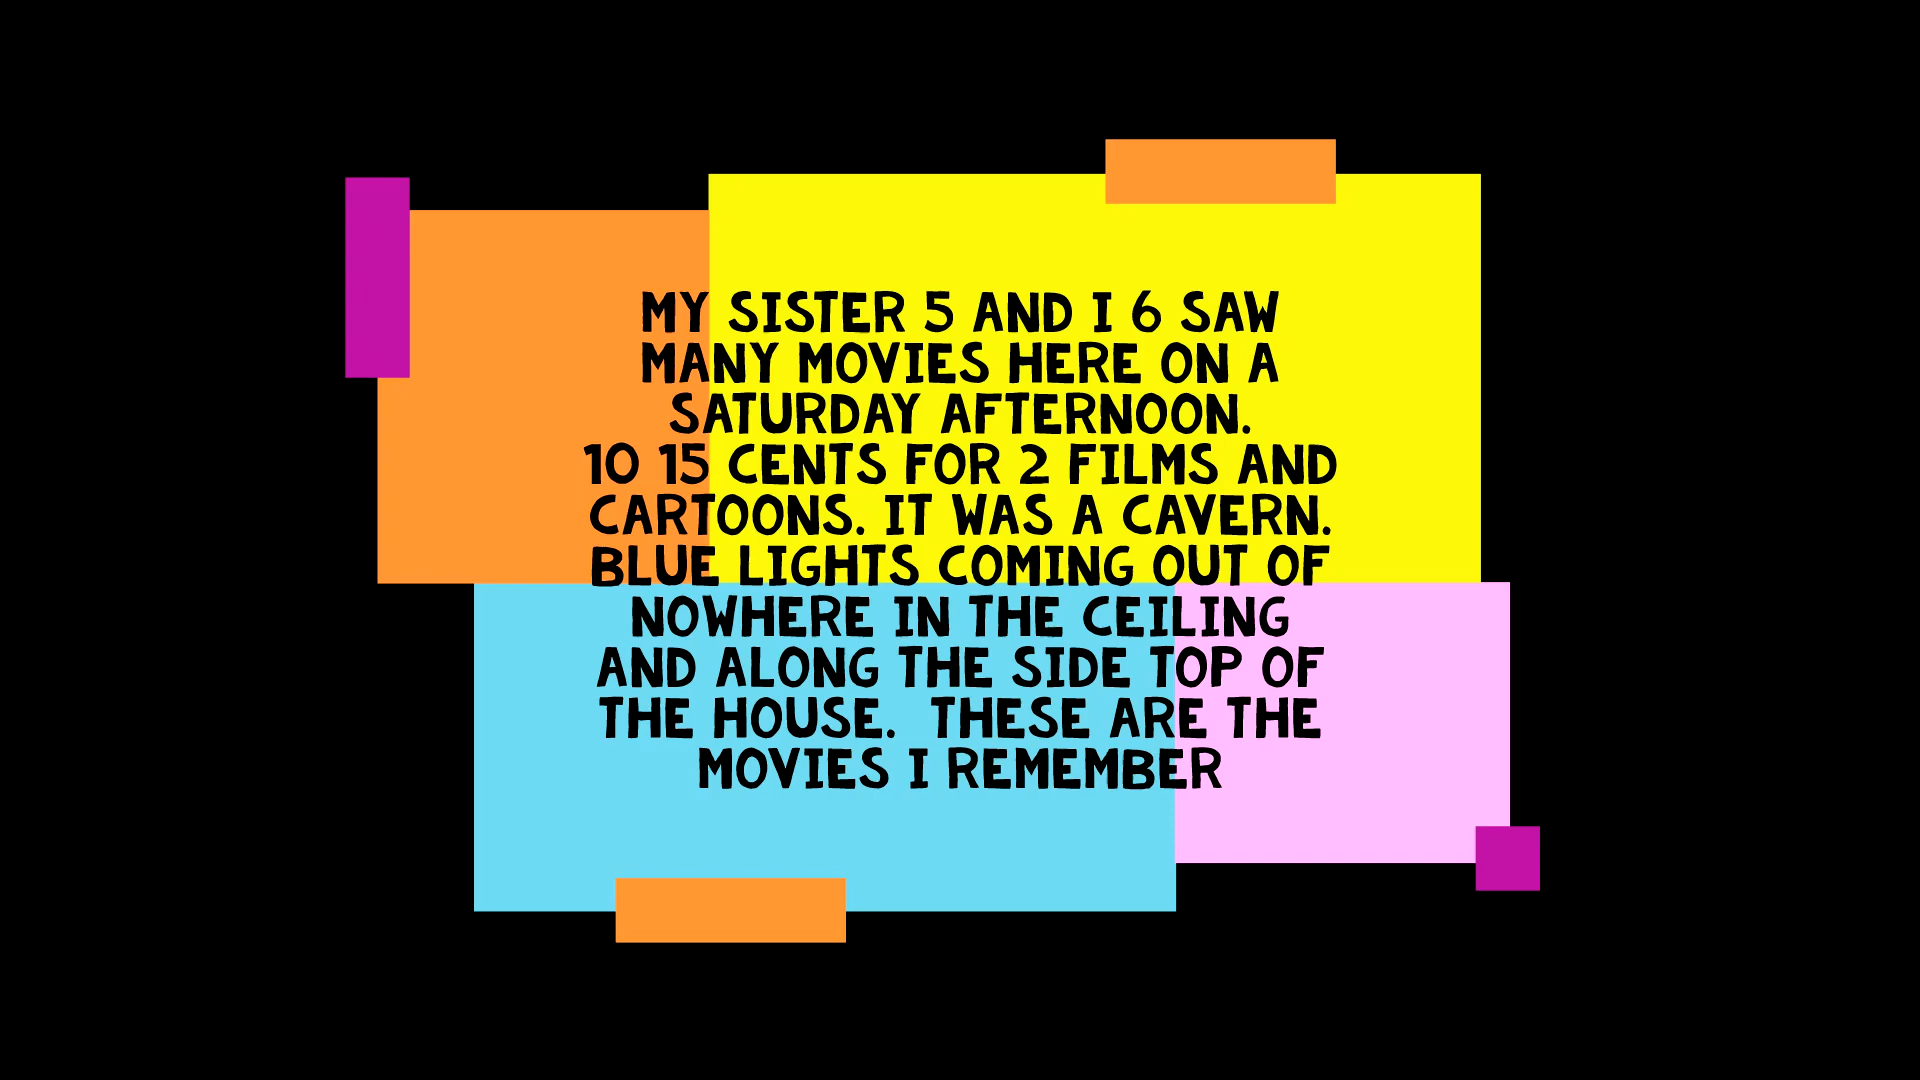 MY SISTER 5 AND I 6 SAW
MANY MOVIES HERE ON A
SATURDAY AFTERNOON.
10 15 CENTS FOR 2 FILMS AND
CARTOONS. IT WAS A CAVERN.
BLUE LIGHTS COMING OUT OF
NOWHERE IN THE CEILING
AND ALONG THE SIDE TOP OF
THE HOUSE.  THESE ARE THE
MOVIES I REMEMBER